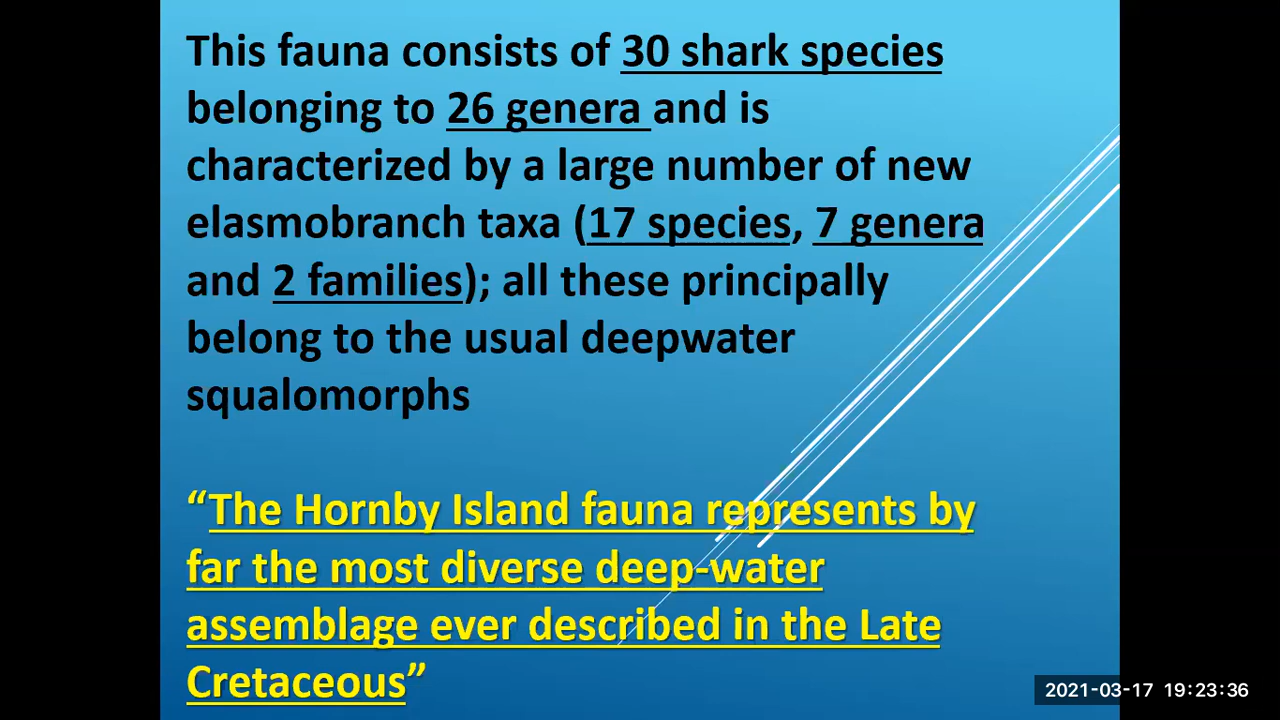 This fauna consists of 30 shark species
belonging to 26 genera and is
characterized by a large number of new
elasmobranch taxa (17 species, 7 genera
and 2 families); all these principally
belong to the usual deepwater
squalomorphs
“The Hornby Island fauna represents by
far the most diverse deep-water
assemblage ever described in the Late
Cretaceous”
2021-03-17 19:23:36